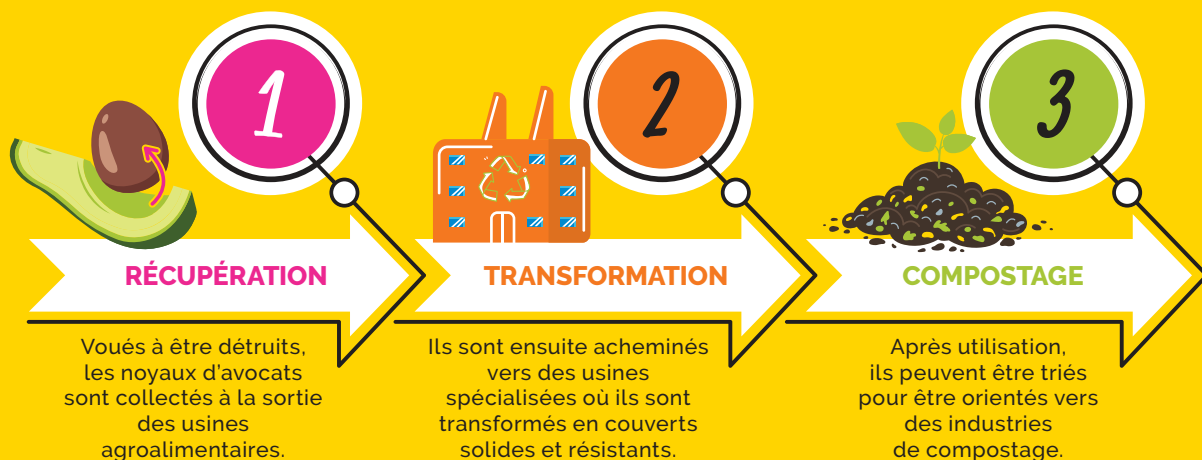 1
RÉCUPÉRATION
Voués à être détruits,
les noyaux d'avocats
sont collectés à la sortie
des usines
agroalimentaires.
2
TRANSFORMATION
Ils sont ensuite acheminés
vers des usines
spécialisées où ils sont
transformés en couverts
solides et résistants.
3
COMPOSTAGE
Après utilisation,
ils peuvent être triés
pour être orientés vers
des industries
de compostage.